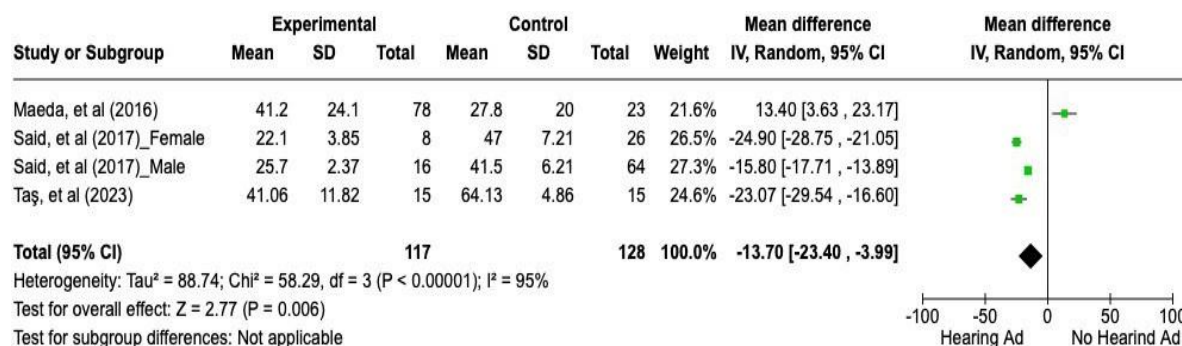 Experimental Control Mean difference Mean difference
Study or Subgroup Mean SD Total Mean SD Total Weight IV, Random, 95% CI IV, Random, 95% CI
Maeda, et al (2016) 41.2 24.1 78 27.8 20 23 21.6% 13.40 [3.63 , 23.17]
Said, et al (2017)_Female 22.1 3.85 8 47 7.21 26 26.5% -24.90 [-28.75 , -21.05]
Said, et al (2017)_Male 25.7 2.37 16 41.5 6.21 64 27.3% -15.80 [-17.71 , -13.89]
Taş, et al (2023) 41.06 11.82 15 64.13 4.86 15 24.6% -23.07 [-29.54 , -16.60]
Total (95% CI) 117 128 100.0% -13.70 [-23.40 , -3.99]
Heterogeneity: Tau² = 88.74; Chi² = 58.29, df = 3 (P < 0.00001); I² = 95%
Test for overall effect: Z = 2.77 (P = 0.006)
Test for subgroup differences: Not applicable
-100 -50 0 50 100
Hearing Ad No Hearind Ad